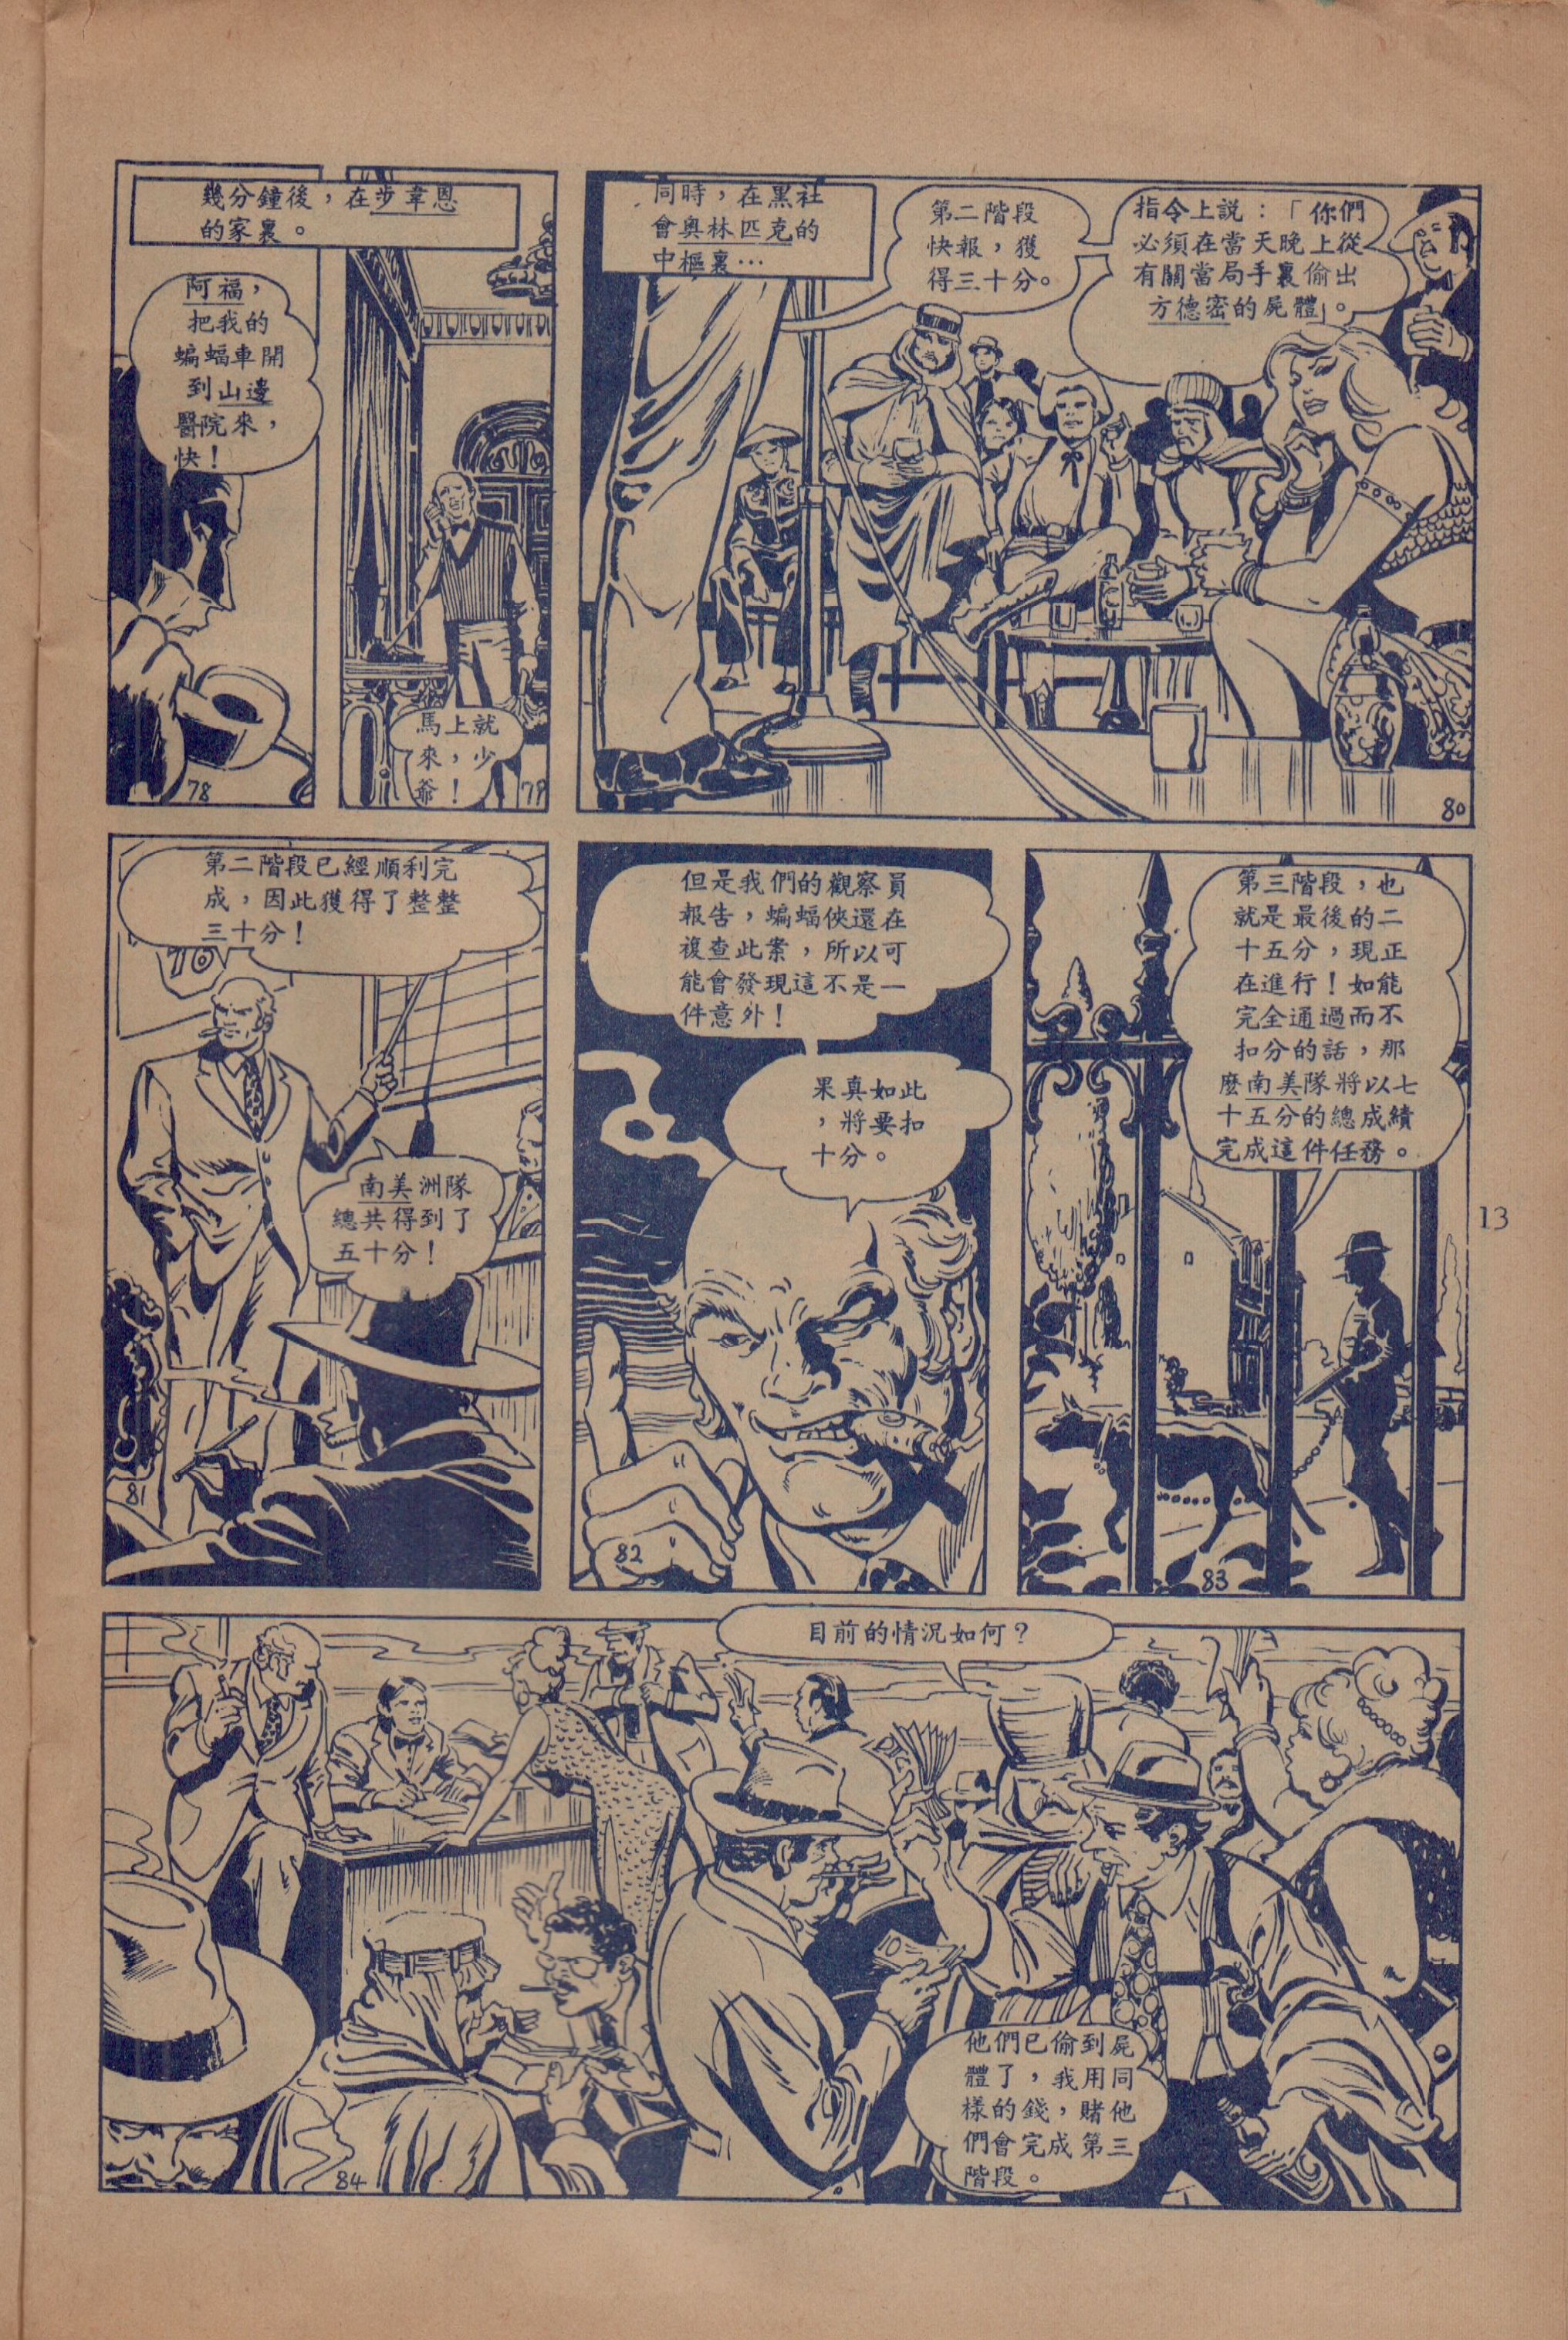 幾分鐘後，在步韋恩
的家裏。
阿福，
把我的
蝙蝠車開
到山邊
醫院來，
快！
78
馬上就
來，少
爺！
79
同時，在黑社
會奧林匹克的
中樞裏…
第二階段
快報，獲
得三十分。
指令上說：「你們
必須在當天晚上從
有關當局手裏偷出
方德密的屍體」。
80
第二階段已經順利完
成，因此獲得了整整
三十分！
70
南美洲隊
總共得到了
五十分！
81
但是我們的觀察員
報告，蝙蝠俠還在
複查此案，所以可
能會發現這不是一
件意外！
果真如此
，將要扣
十分。
82
第三階段，也
就是最後的二
十五分，現正
在進行！如能
完全通過而不
扣分的話，那
麼南美隊將以七
十五分的總成績
完成這件任務。
83
13
目前的情況如何？
他們已偷到屍
體了，我用同
樣的錢，賭他
們會完成第三
階段。
84